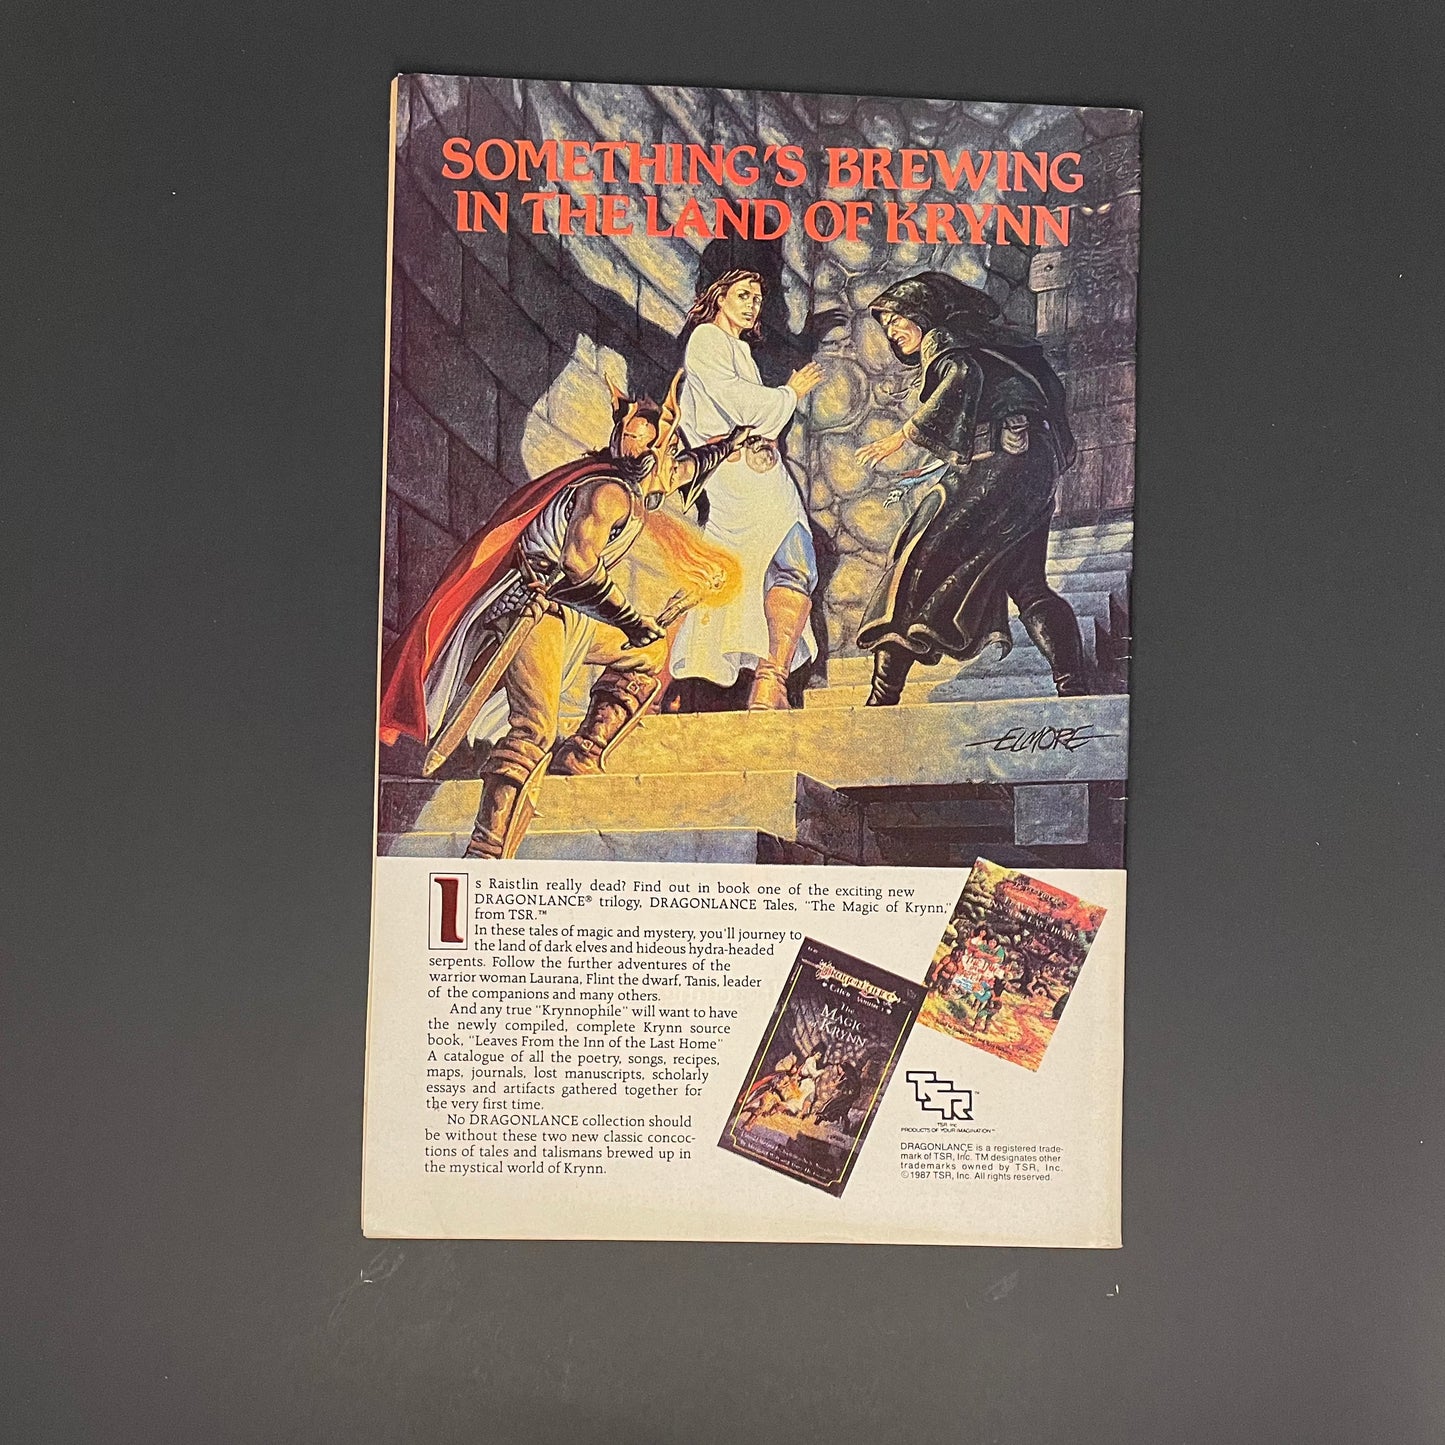 SOMETHING'S BREWING
IN THE LAND OF KRYNN
ELMORE
Is Raistlin really dead? Find out in book one of the exciting new
DRAGONLANCE® trilogy, DRAGONLANCE Tales, "The Magic of Krynn,"
from TSR.™
In these tales of magic and mystery, you'll journey to
the land of dark elves and hideous hydra-headed
serpents. Follow the further adventures of the
warrior woman Laurana, Flint the dwarf, Tanis, leader
of the companions and many others.
And any true "Krynnophile" will want to have
the newly compiled, complete Krynn source
book, "Leaves From the Inn of the Last Home"
A catalogue of all the poetry, songs, recipes,
maps, journals, lost manuscripts, scholarly
essays and artifacts gathered together for
the very first time.
No DRAGONLANCE collection should
be without these two new classic concoc-
tions of tales and talismans brewed up in
the mystical world of Krynn.
The
MAGIC
OF KRYNN
TSR
TSR Inc
PRODUCTS OF YOUR IMAGINATION™
DRAGONLANCE is a registered trade-
mark of TSR, Inc. TM designates other
trademarks owned by TSR, Inc.
©1987 TSR, Inc. All rights reserved.